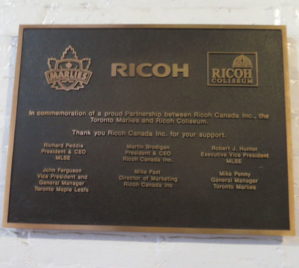 MARLIES
RICOH
RICOH
COLISEUM
In commemoration of a proud Partnership between Ricoh Canada Inc., the
Toronto Marlies and Ricoh Coliseum.
Thank you Ricoh Canada Inc. for your support.
Richard Peddie
President & CEO
MLSE
Martin Brodigan
President & CEO
Ricoh Canada Inc.
Robert J. Hunter
Executive Vice President
MLSE
John Ferguson
Vice President and
General Manager
Toronto Maple Leafs
Mike
Director of Marketing
Ricoh Canada Inc
Mike Penny
General Manager
Toronto Marlies